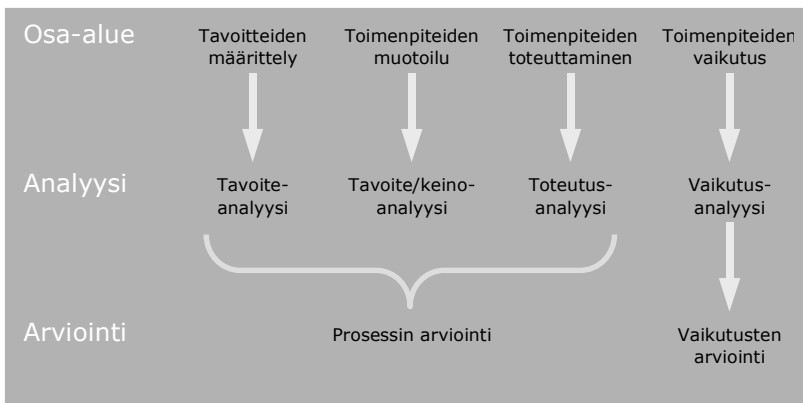 Osa-alue
Tavoitteiden
määrittely
Toimenpiteiden
muotoilu
Toimenpiteiden
toteuttaminen
Toimenpiteiden
vaikutus
Analyysi
Tavoite-
analyysi
Tavoite/keino-
analyysi
Toteutus-
analyysi
Vaikutus-
analyysi
Arviointi
Prosessin arviointi
Vaikutusten
arviointi